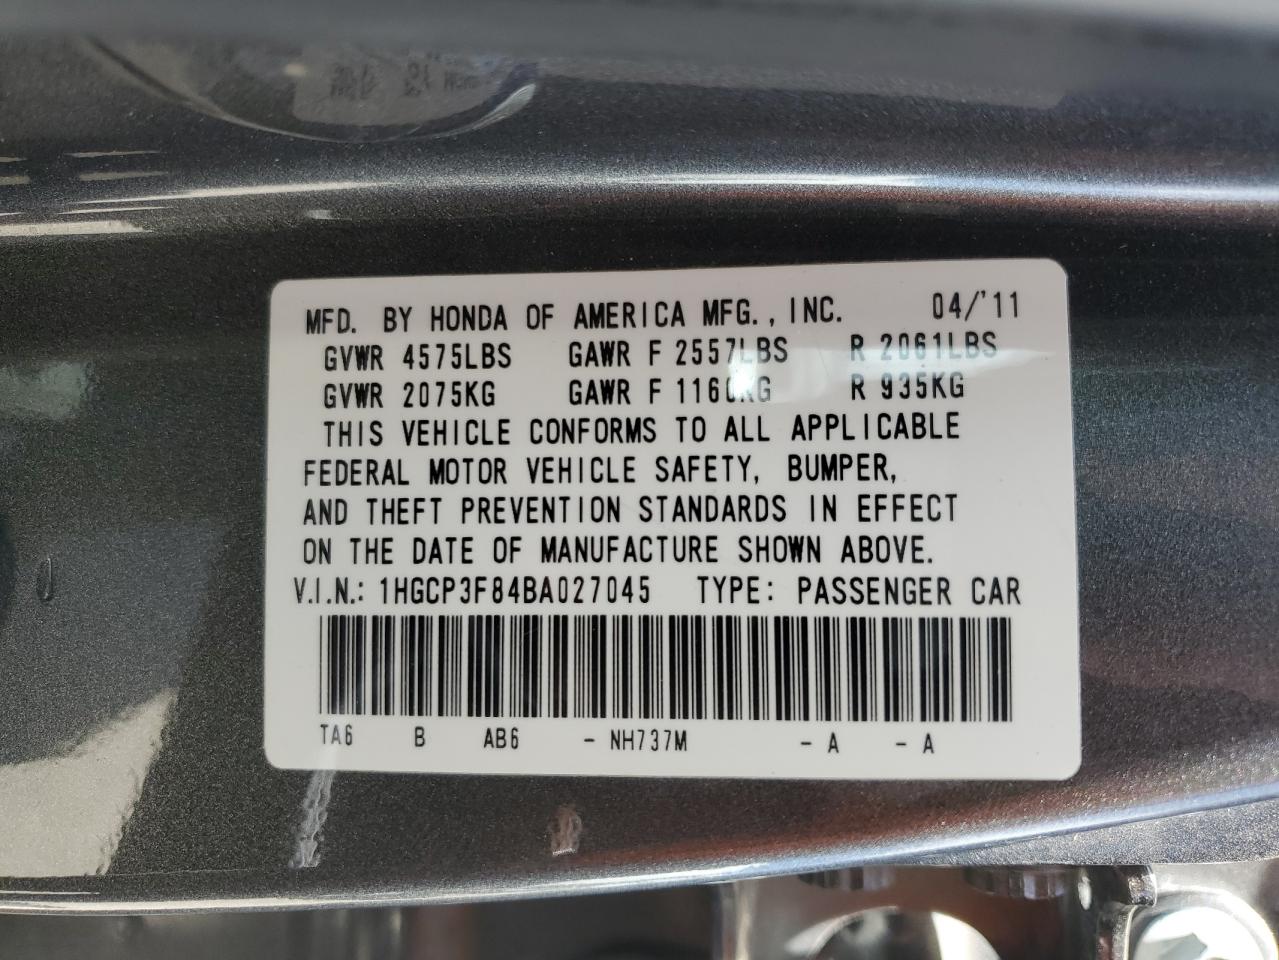 MFD. BY HONDA OF AMERICA MFG., INC. 04/'11
GVWR 4575LBS GAWR F 2557LBS R 2061LBS
GVWR 2075KG GAWR F 1160KG R 935KG
THIS VEHICLE CONFORMS TO ALL APPLICABLE
FEDERAL MOTOR VEHICLE SAFETY, BUMPER,
AND THEFT PREVENTION STANDARDS IN EFFECT
ON THE DATE OF MANUFACTURE SHOWN ABOVE.
V.I.N.: 1HGCP3F84BA027045 TYPE: PASSENGER CAR
TA6 B AB6 - NH737M - A - A